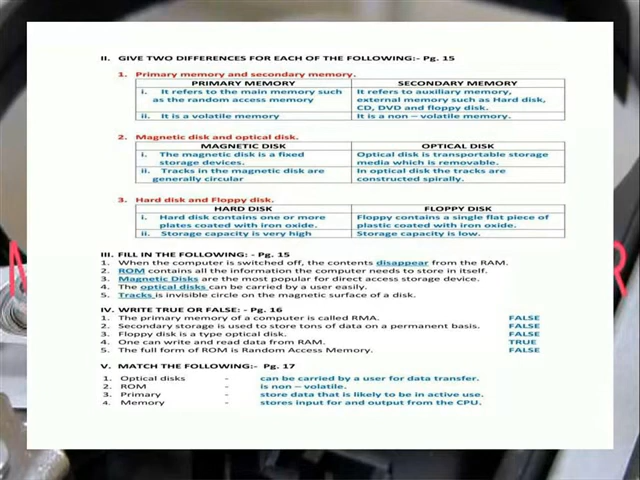 II. GIVE TWO DIFFERENCES FOR EACH OF THE FOLLOWING:- Pg. 15
1. Primary memory and secondary memory.
PRIMARY MEMORY SECONDARY MEMORY
i. It refers to the main memory such as the random access memory It refers to auxiliary memory, external memory such as Hard disk, CD, DVD and floppy disk.
ii. It is a volatile memory It is a non – volatile memory.
2. Magnetic disk and optical disk.
MAGNETIC DISK OPTICAL DISK
i. The magnetic disk is a fixed storage devices. Optical disk is transportable storage media which is removable.
ii. Tracks in the magnetic disk are generally circular In optical disk the tracks are constructed spirally.
3. Hard disk and Floppy disk.
HARD DISK FLOPPY DISK
i. Hard disk contains one or more plates coated with iron oxide. Floppy contains a single flat piece of plastic coated with iron oxide.
ii. Storage capacity is very high Storage capacity is low.
III. FILL IN THE FOLLOWING: - Pg. 15
1. When the computer is switched off, the contents disappear from the RAM.
2. ROM contains all the information the computer needs to store in itself.
3. Magnetic Disks are the most popular for direct access storage device.
4. The optical disks can be carried by a user easily.
5. Tracks is invisible circle on the magnetic surface of a disk.
IV. WRITE TRUE OR FALSE: - Pg. 16
1. The primary memory of a computer is called RMA. FALSE
2. Secondary storage is used to store tons of data on a permanent basis. FALSE
3. Floppy disk is a type optical disk. FALSE
4. One can write and read data from RAM. TRUE
5. The full form of ROM is Random Access Memory. FALSE
V. MATCH THE FOLLOWING:- Pg. 17
1. Optical disks - can be carried by a user for data transfer.
2. ROM - is non – volatile.
3. Primary - store data that is likely to be in active use.
4. Memory - stores input for and output from the CPU.
R